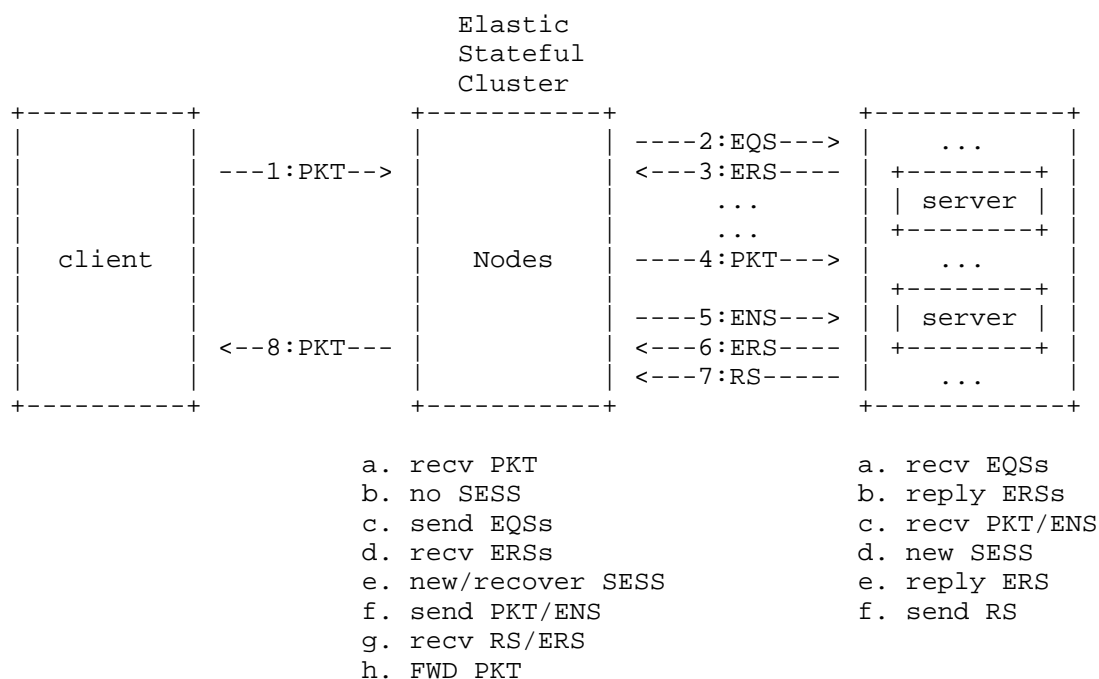 Elastic
                       Stateful
                       Cluster
+----------+            +-----------+              +------------+
|          |            |           | ----2:EQS---> |    ...     |
|          | ---1:PKT--> |           | <---3:ERS---- | +--------+ |
|          |            |           |      ...      | | server | |
|          |            |           |      ...      | +--------+ |
|  client  |            |   Nodes   | ----4:PKT---> |    ...     |
|          |            |           |               | +--------+ |
|          |            |           | ----5:ENS---> | | server | |
|          | <--8:PKT--- |           | <---6:ERS---- | +--------+ |
|          |            |           | <---7:RS----- |    ...     |
+----------+            +-----------+              +------------+
a. recv PKT             a. recv EQSs
b. no SESS              b. reply ERSs
c. send EQSs            c. recv PKT/ENS
d. recv ERSs            d. new SESS
e. new/recover SESS     e. reply ERS
f. send PKT/ENS         f. send RS
g. recv RS/ERS
h. FWD PKT